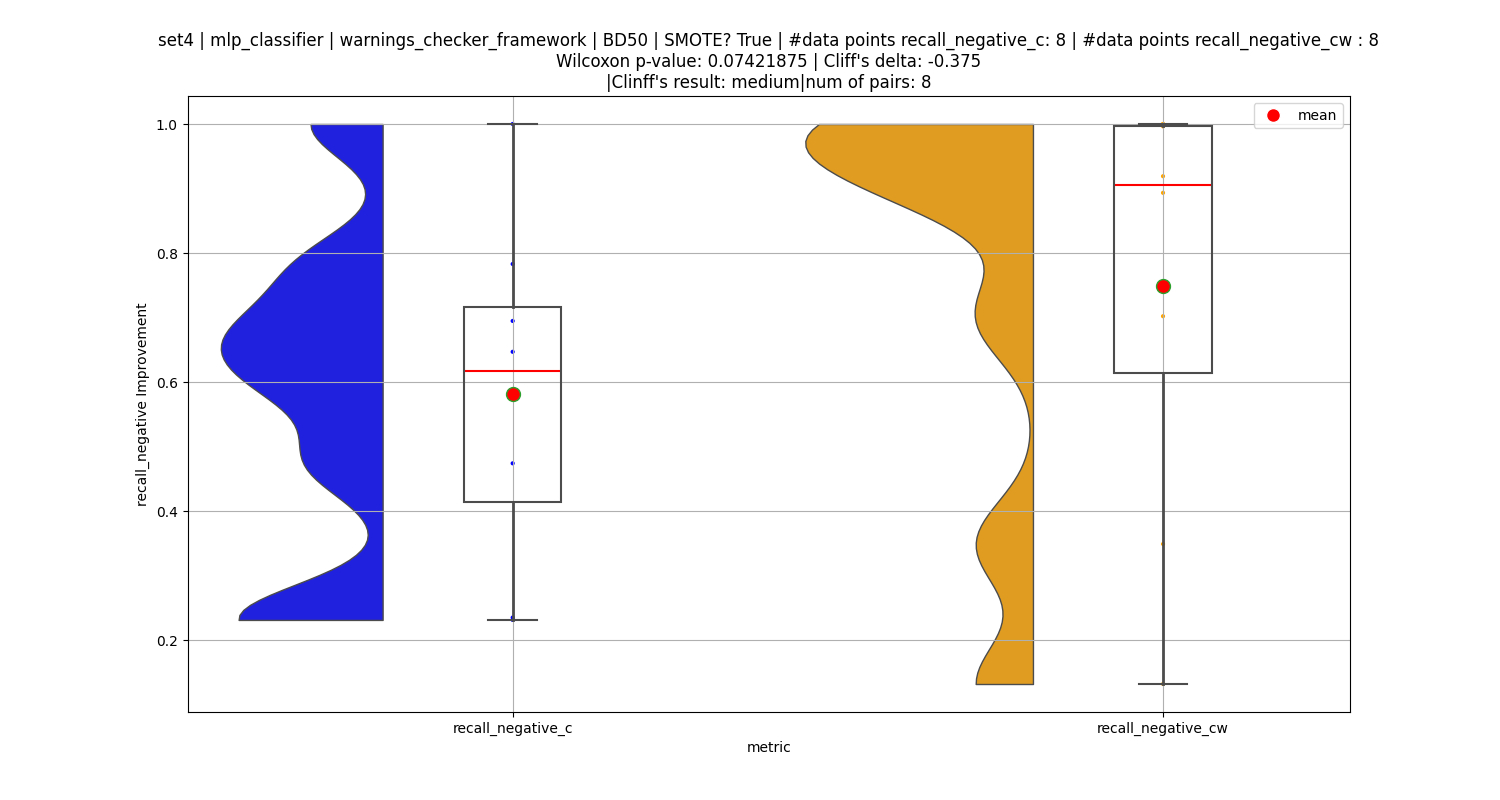 set4 | mlp_classifier | warnings_checker_framework | BD50 | SMOTE? True | #data points recall_negative_c: 8 | #data points recall_negative_cw : 8
Wilcoxon p-value: 0.07421875 | Cliff's delta: -0.375
|Clinff's result: medium|num of pairs: 8
mean
1.0
0.8
0.6
0.4
0.2
recall_negative Improvement
recall_negative_c
recall_negative_cw
metric